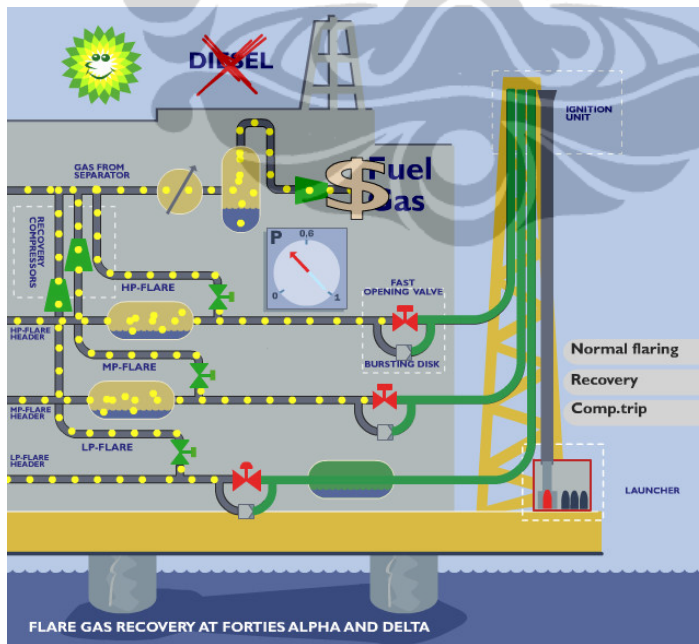 DIESEL
IGNITION
UNIT
GAS FROM
SEPARATOR
$
Fuel
Gas
RECOVERY
COMPRESSORS
P
0,6
0
1
HP-FLARE
FAST
OPENING VALVE
HP-FLARE
HEADER
BURSTING DISK
MP-FLARE
Normal flaring
Recovery
Comp.trip
MP-FLARE
HEADER
LP-FLARE
LP-FLARE
HEADER
LAUNCHER
FLARE GAS RECOVERY AT FORTIES ALPHA AND DELTA